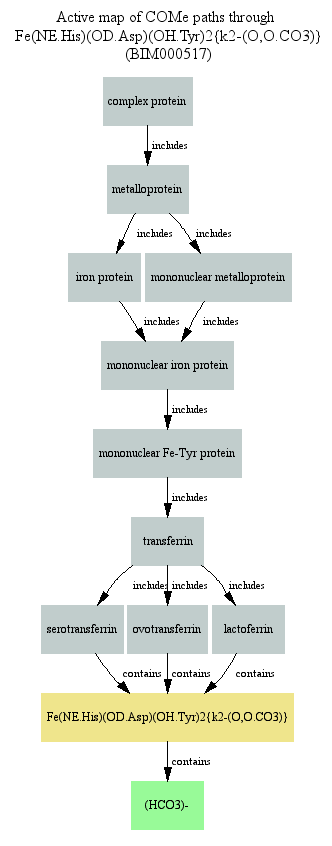 Active map of COMe paths through
Fe(NE.His)(OD.Asp)(OH.Tyr)2{k2-(O,O.CO3)}
(BIM000517)
complex protein
includes
metalloprotein
includes includes
iron protein mononuclear metalloprotein
includes includes
mononuclear iron protein
includes
mononuclear Fe-Tyr protein
includes
transferrin
includes includes includes
serotransferrin ovotransferrin lactoferrin
contains contains contains
Fe(NE.His)(OD.Asp)(OH.Tyr)2{k2-(O,O.CO3)}
contains
(HCO3)-